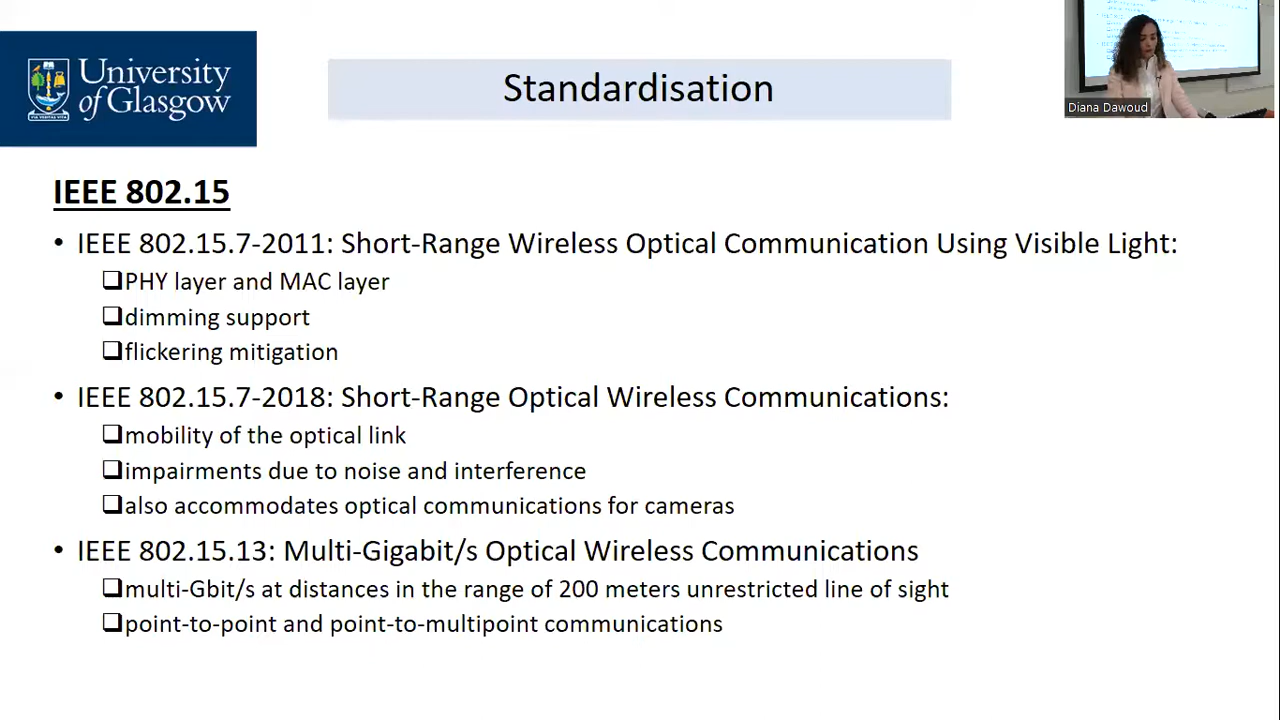 University
of Glasgow
VIA VERITAS VITA
Standardisation
Diana Dawoud
IEEE 802.15
• IEEE 802.15.7-2011: Short-Range Wireless Optical Communication Using Visible Light:
❑PHY layer and MAC layer
❑dimming support
❑flickering mitigation
• IEEE 802.15.7-2018: Short-Range Optical Wireless Communications:
❑mobility of the optical link
❑impairments due to noise and interference
❑also accommodates optical communications for cameras
• IEEE 802.15.13: Multi-Gigabit/s Optical Wireless Communications
❑multi-Gbit/s at distances in the range of 200 meters unrestricted line of sight
❑point-to-point and point-to-multipoint communications